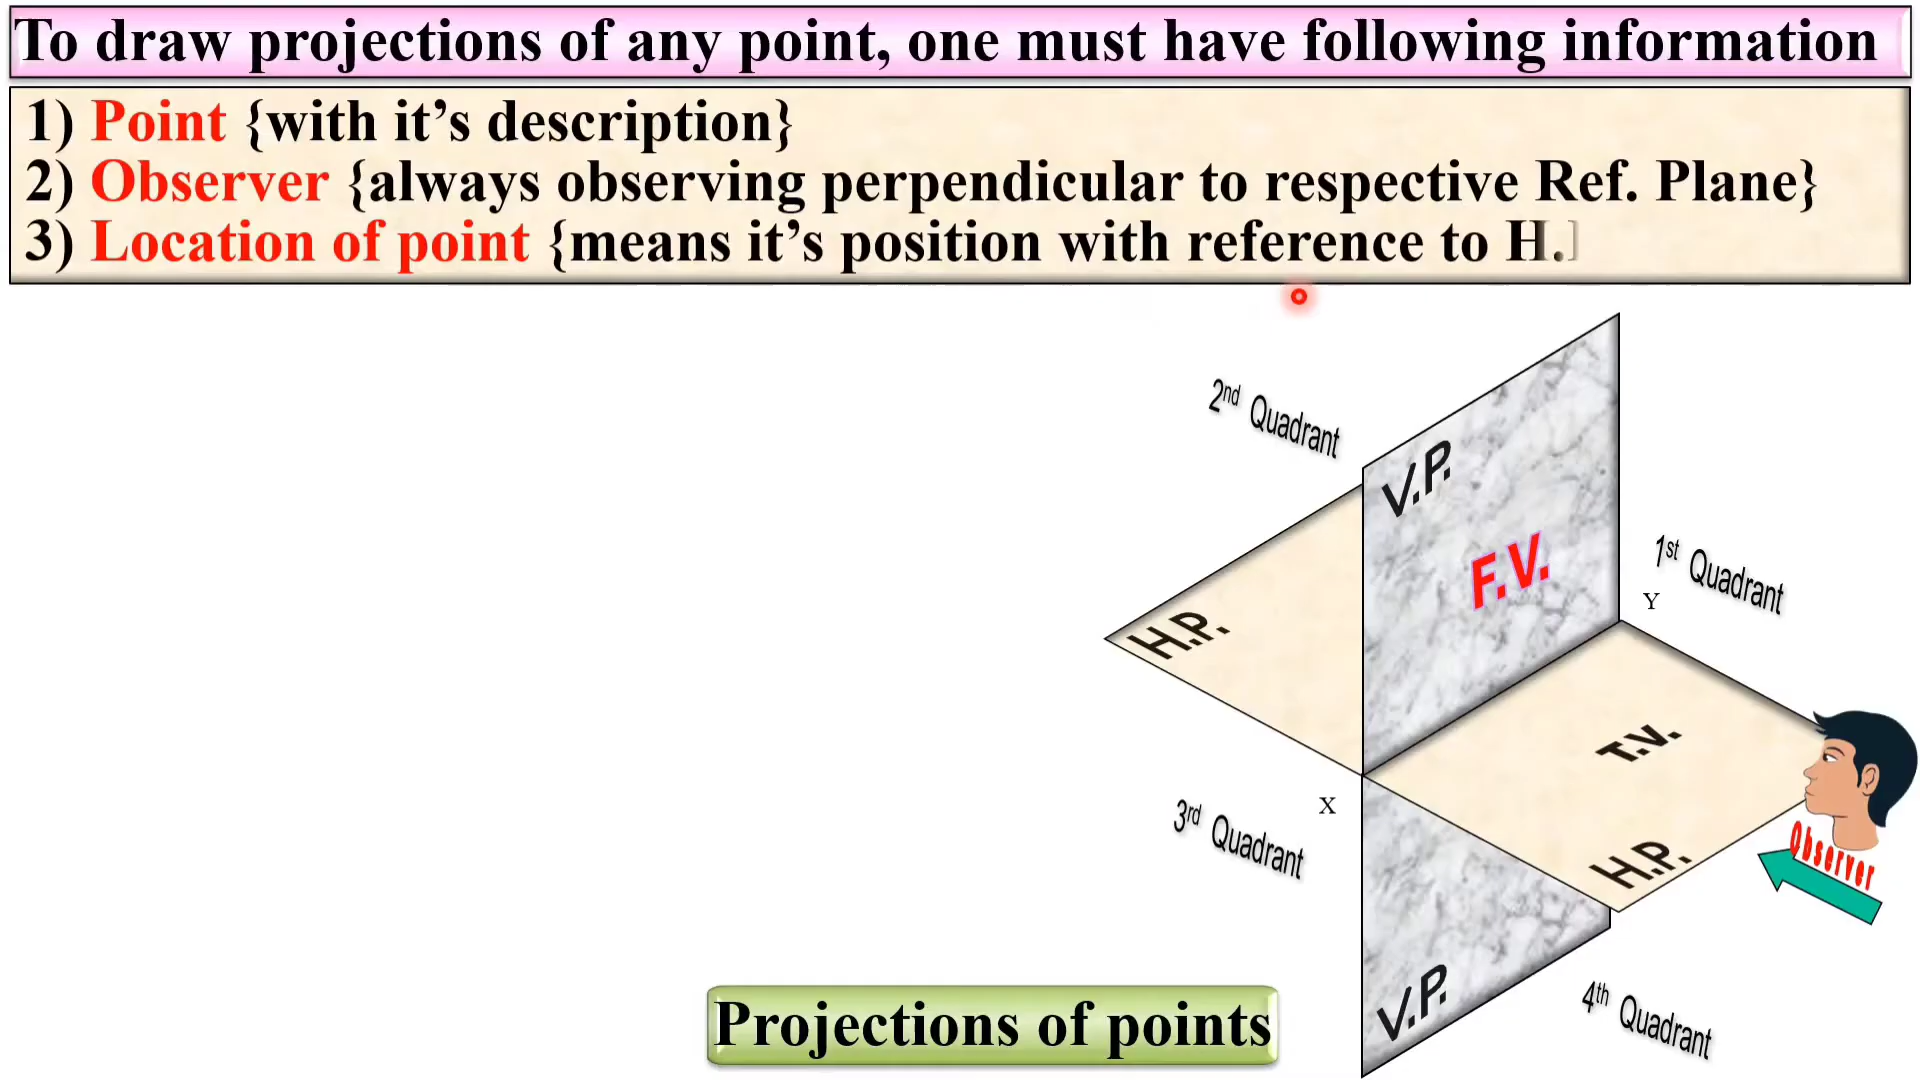 To draw projections of any point, one must have following information
1) Point {with it’s description}
2) Observer {always observing perpendicular to respective Ref. Plane}
3) Location of point {means it’s position with reference to H.
2nd Quadrant
V.P.
F.V.
1st Quadrant
Y
H.P.
T.V.
X
3rd Quadrant
H.P.
Observer
V.P.
4th Quadrant
Projections of points